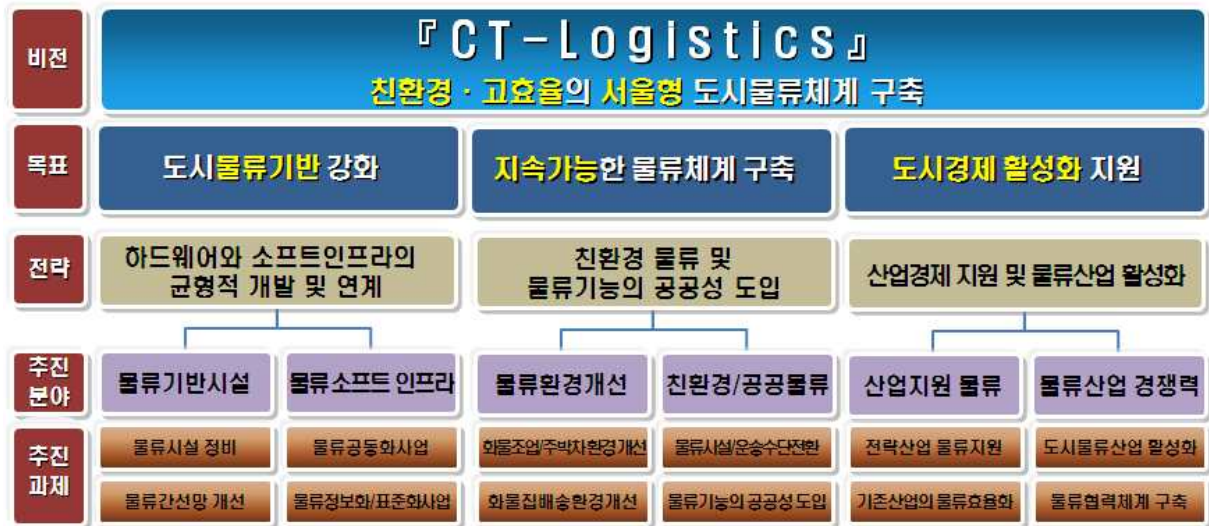 비전
『CT-Logistics』
친환경·고효율의 서울형 도시물류체계 구축
목표
도시물류기반 강화
지속가능한 물류체계 구축
도시경제 활성화 지원
전략
하드웨어와 소프트인프라의
균형적 개발 및 연계
친환경 물류 및
물류기능의 공공성 도입
산업경제 지원 및 물류산업 활성화
추진
분야
물류기반시설
물류소프트 인프라
물류환경개선
친환경/공공물류
산업지원 물류
물류산업 경쟁력
추진
과제
물류시설 정비
물류공동화사업
화물조업/주박차환경개선
물류시설/운송수단전환
전략산업 물류지원
도시물류산업 활성화
물류간선망 개선
물류정보화/표준화사업
화물집배송환경개선
물류기능의 공공성 도입
기존산업의 물류효율화
물류협력체계 구축